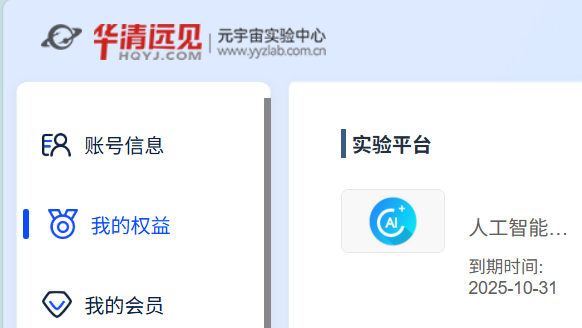 华清远见
HQYJ.COM
元宇宙实验中心
www.yyzlab.com.cn
账号信息
我的权益
我的会员
实验平台
AI
人工智能...
到期时间:
2025-10-31